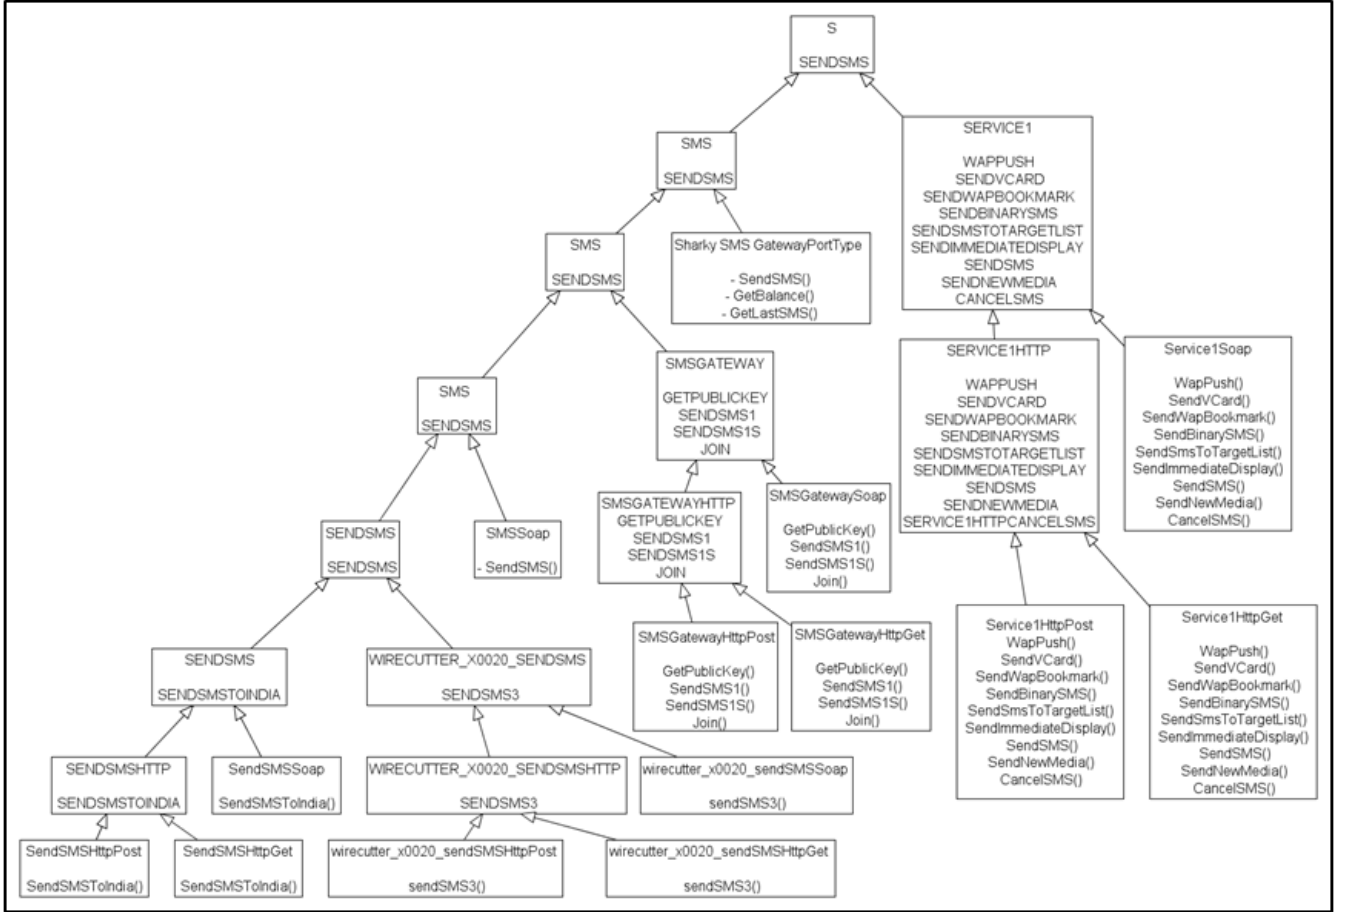 S
SENDSMS
SERVICE1
WAPPUSH
SENDVCARD
SENDWAPBOOKMARK
SENDBINARYSMS
SENDSMSTOTARGETLIST
SENDIMMEDIATEDISPLAY
SENDSMS
SENDNEWMEDIA
CANCELSMS
SMS
SENDSMS
SMS
SENDSMS
Sharky SMS GatewayPortType
- SendSMS()
- GetBalance()
- GetLastSMS()
SERVICE1HTTP
WAPPUSH
SENDVCARD
SENDWAPBOOKMARK
SENDBINARYSMS
SENDSMSTOTARGETLIST
SENDIMMEDIATEDISPLAY
SENDSMS
SENDNEWMEDIA
SERVICE1HTTPCANCELSMS
Service1Soap
WapPush()
SendVCard()
SendWapBookmark()
SendBinarySMS()
SendSmsToTargetList()
SendImmediateDisplay()
SendSMS()
SendNewMedia()
CancelSMS()
SMS
SENDSMS
SMSGATEWAY
GETPUBLICKEY
SENDSMS1
SENDSMS1S
JOIN
SENDSMS
SENDSMS
SMSSoap
- SendSMS()
SMSGATEWAYHTTP
GETPUBLICKEY
SENDSMS1
SENDSMS1S
JOIN
SMSGatewaySoap
GetPublicKey()
SendSMS1()
SendSMS1S()
Join()
SMSGatewayHttpPost
GetPublicKey()
SendSMS1()
SendSMS1S()
Join()
SMSGatewayHttpGet
GetPublicKey()
SendSMS1()
SendSMS1S()
Join()
Service1HttpPost
WapPush()
SendVCard()
SendWapBookmark()
SendBinarySMS()
SendSmsToTargetList()
SendImmediateDisplay()
SendSMS()
SendNewMedia()
CancelSMS()
Service1HttpGet
WapPush()
SendVCard()
SendWapBookmark()
SendBinarySMS()
SendSmsToTargetList()
SendImmediateDisplay()
SendSMS()
SendNewMedia()
CancelSMS()
SENDSMS
SENDSMSTOINDIA
WIRECUTTER_X0020_SENDSMS
SENDSMS3
SENDSMSHTTP
SENDSMSTOINDIA
SendSMSSoap
SendSMSToIndia()
WIRECUTTER_X0020_SENDSMSHTTP
SENDSMS3
wirecutter_x0020_sendSMSSoap
sendSMS3()
SendSMSHttpPost
SendSMSToIndia()
SendSMSHttpGet
SendSMSToIndia()
wirecutter_x0020_sendSMSHttpPost
sendSMS3()
wirecutter_x0020_sendSMSHttpGet
sendSMS3()